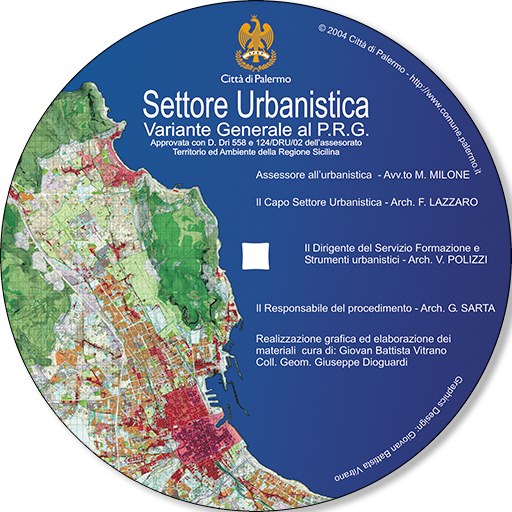 © 2004 Città di Palermo - http://www.comune.palermo.it
Città di Palermo
Settore Urbanistica
Variante Generale al P.R.G.
Approvata con D. Dri 558 e 124/DRU/02 dell'assesorato
Territorio ed Ambiente della Regione Sicilina
Assessore all'urbanistica - Avv.to M. MILONE
Il Capo Settore Urbanistica - Arch. F. LAZZARO
Il Dirigente del Servizio Formazione e
Strumenti urbanistici - Arch. V. POLIZZI
Il Responsabile del procedimento - Arch. G. SARTA
Realizzazione grafica ed elaborazione dei
materiali cura di: Giovan Battista Vitrano
Coll. Geom. Giuseppe Dioguardi
Graphics Design: Giovan Battista Vitrano